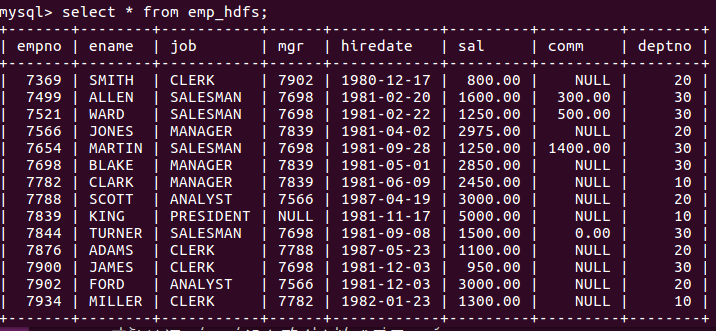 mysql> select * from emp_hdfs;
+-------+--------+-----------+------+------------+---------+---------+--------+
| empno | ename  | job       | mgr  | hiredate   | sal     | comm    | deptno |
+-------+--------+-----------+------+------------+---------+---------+--------+
|  7369 | SMITH  | CLERK     | 7902 | 1980-12-17 |  800.00 |    NULL |     20 |
|  7499 | ALLEN  | SALESMAN  | 7698 | 1981-02-20 | 1600.00 |  300.00 |     30 |
|  7521 | WARD   | SALESMAN  | 7698 | 1981-02-22 | 1250.00 |  500.00 |     30 |
|  7566 | JONES  | MANAGER   | 7839 | 1981-04-02 | 2975.00 |    NULL |     20 |
|  7654 | MARTIN | SALESMAN  | 7698 | 1981-09-28 | 1250.00 | 1400.00 |     30 |
|  7698 | BLAKE  | MANAGER   | 7839 | 1981-05-01 | 2850.00 |    NULL |     30 |
|  7782 | CLARK  | MANAGER   | 7839 | 1981-06-09 | 2450.00 |    NULL |     10 |
|  7788 | SCOTT  | ANALYST   | 7566 | 1987-04-19 | 3000.00 |    NULL |     20 |
|  7839 | KING   | PRESIDENT | NULL | 1981-11-17 | 5000.00 |    NULL |     10 |
|  7844 | TURNER | SALESMAN  | 7698 | 1981-09-08 | 1500.00 |    0.00 |     30 |
|  7876 | ADAMS  | CLERK     | 7788 | 1987-05-23 | 1100.00 |    NULL |     20 |
|  7900 | JAMES  | CLERK     | 7698 | 1981-12-03 |  950.00 |    NULL |     30 |
|  7902 | FORD   | ANALYST   | 7566 | 1981-12-03 | 3000.00 |    NULL |     20 |
|  7934 | MILLER | CLERK     | 7782 | 1982-01-23 | 1300.00 |    NULL |     10 |
+-------+--------+-----------+------+------------+---------+---------+--------+